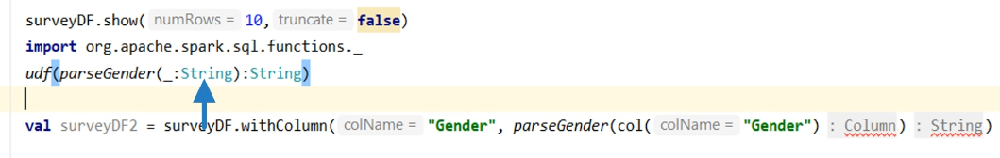 surveyDF.show( numRows = 10, truncate = false)
import org.apache.spark.sql.functions._
udf(parseGender(_:String):String)
val surveyDF2 = surveyDF.withColumn( colName = "Gender", parseGender(col( colName = "Gender") : Column) : String)